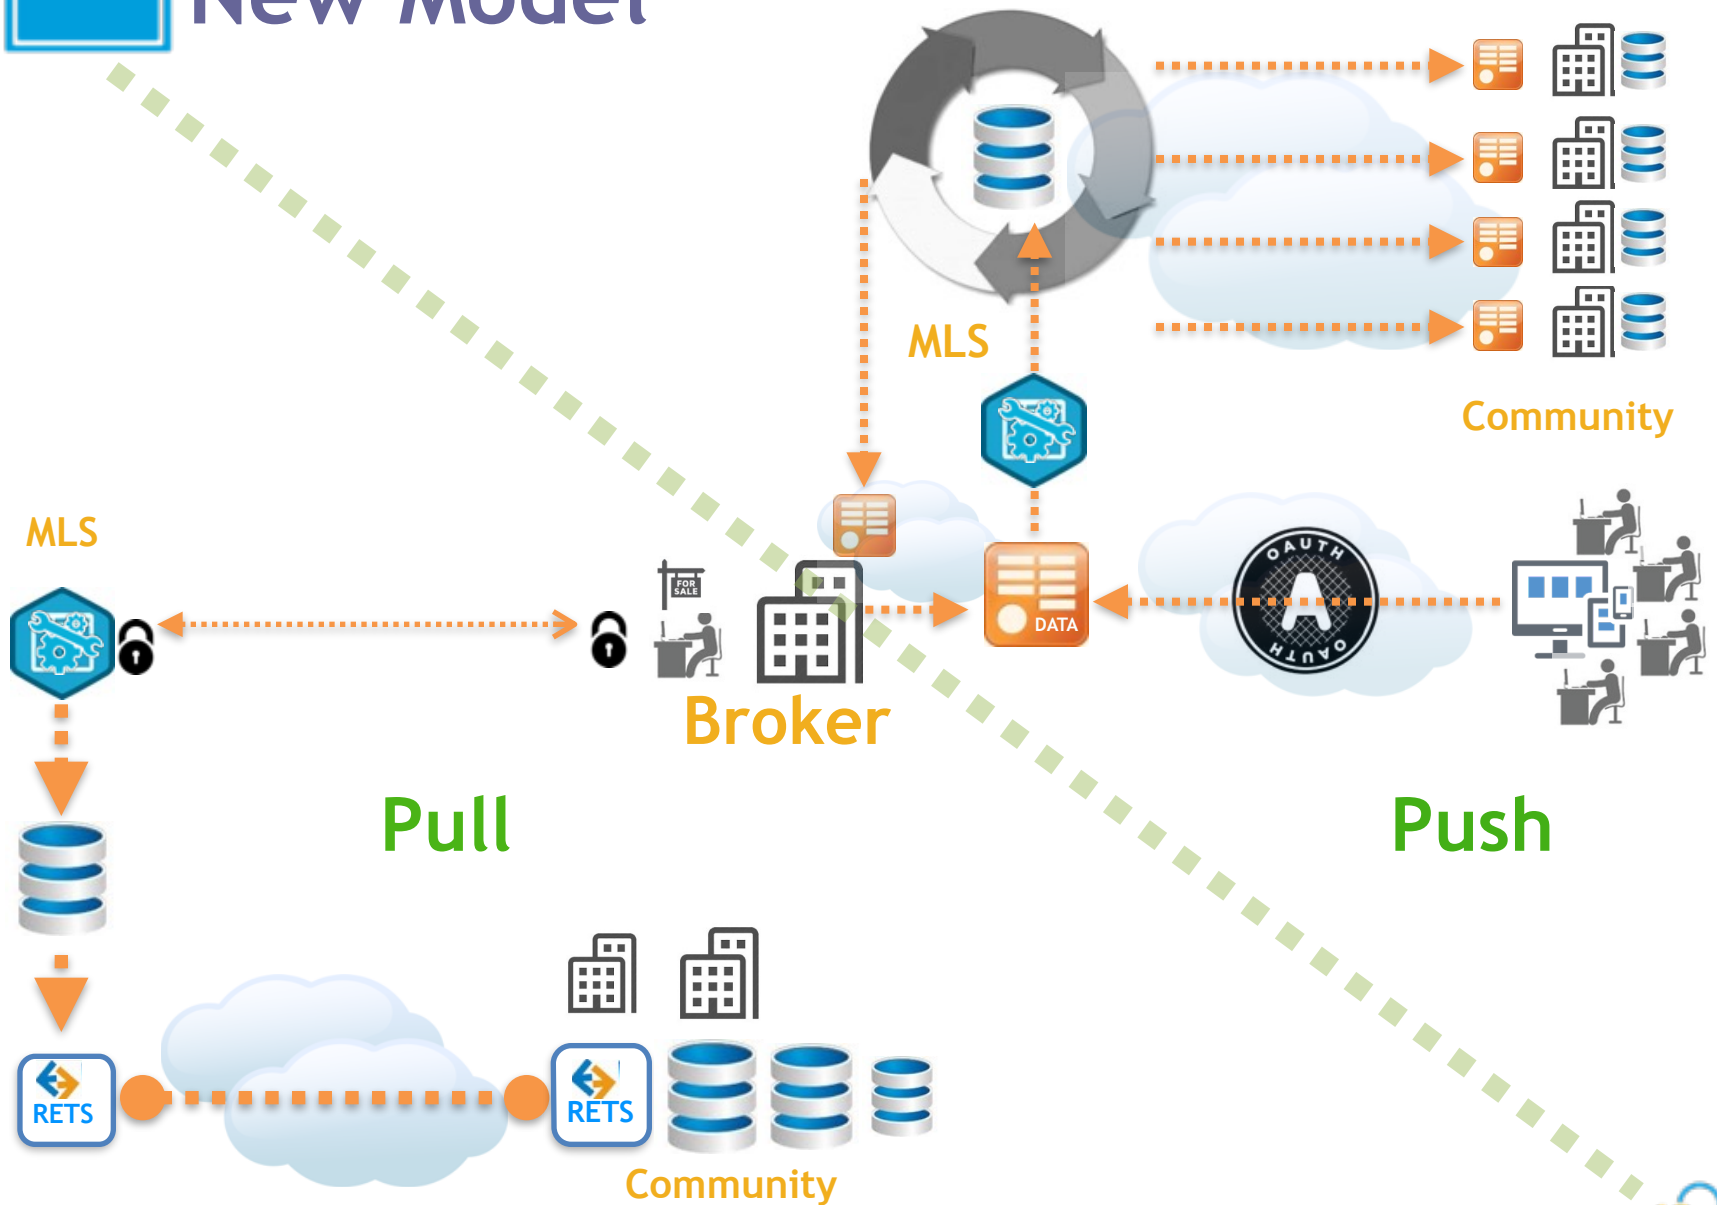 New Model
MLS
Community
MLS
FOR
SALE
OAUTH
OAUTH
DATA
Broker
Pull
Push
RETS
RETS
Community